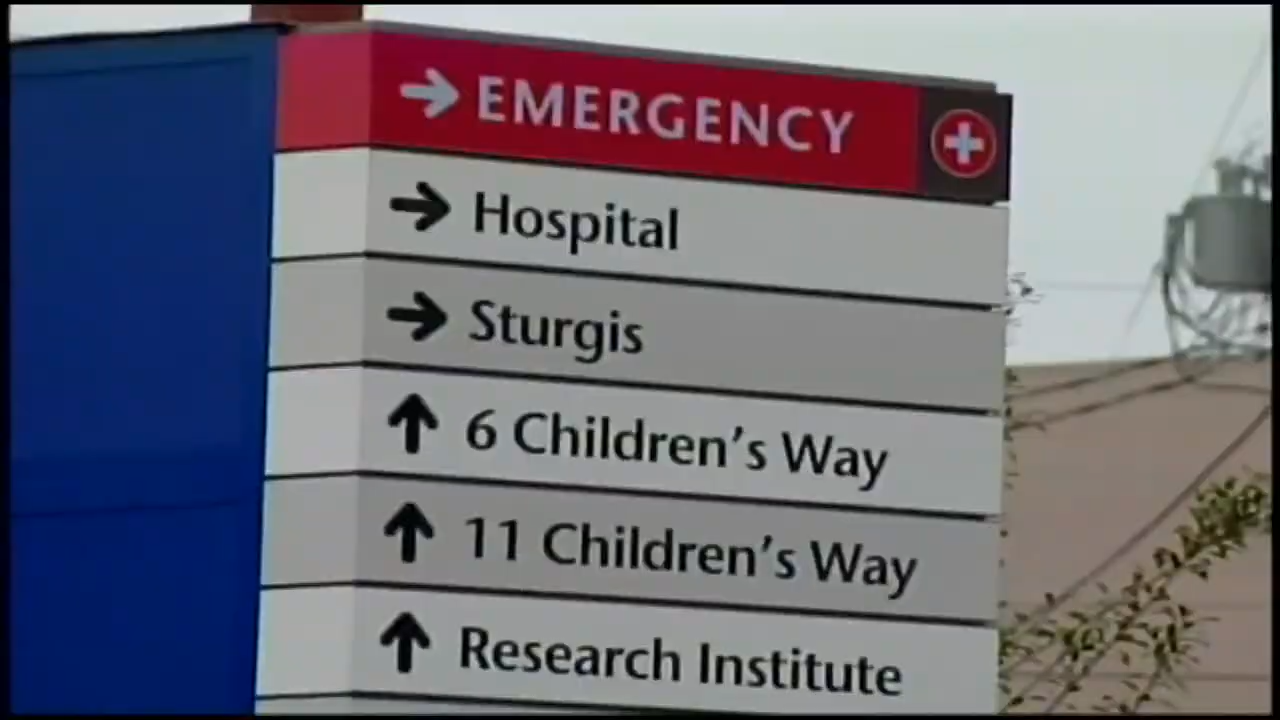 → EMERGENCY
→ Hospital
→ Sturgis
↑ 6 Children's Way
↑ 11 Children's Way
↑ Research Institute